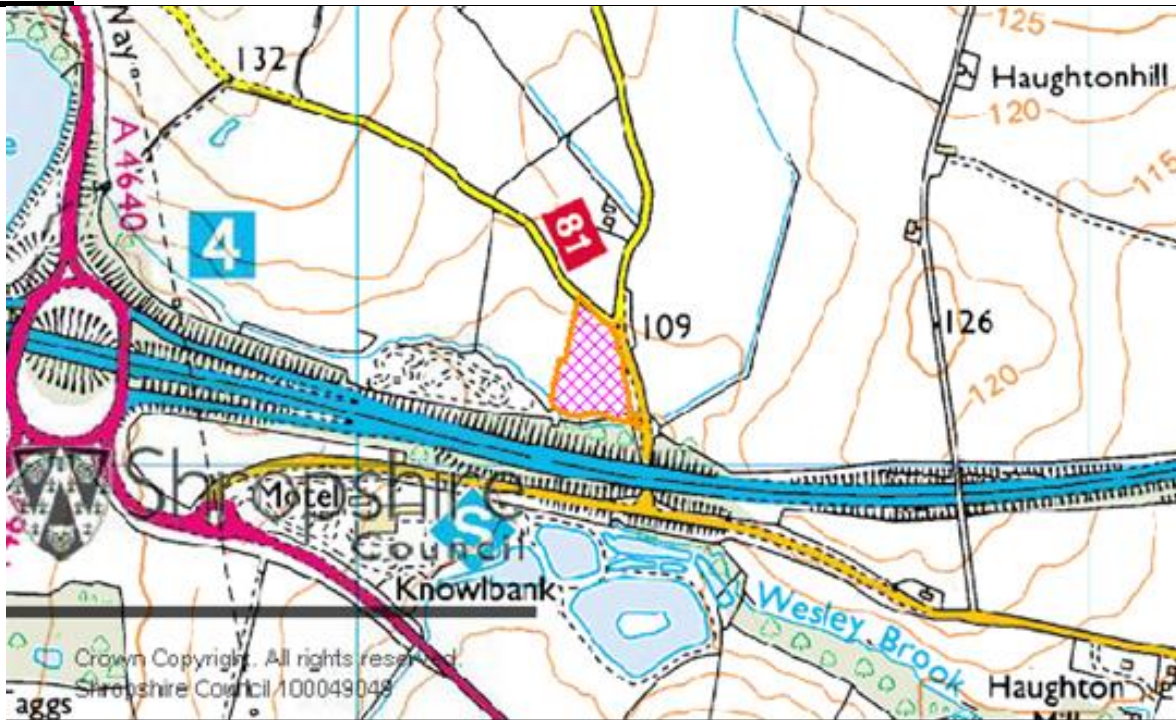 Way
132
125
Haughtonhill
120
115
A4640
4
81
109
126
120
Shropshire
Council
Motel
S
Knowlbank
Wesley Brook
Crown Copyright. All rights reserved.
Shropshire Council 100049049
Haughton
aggs